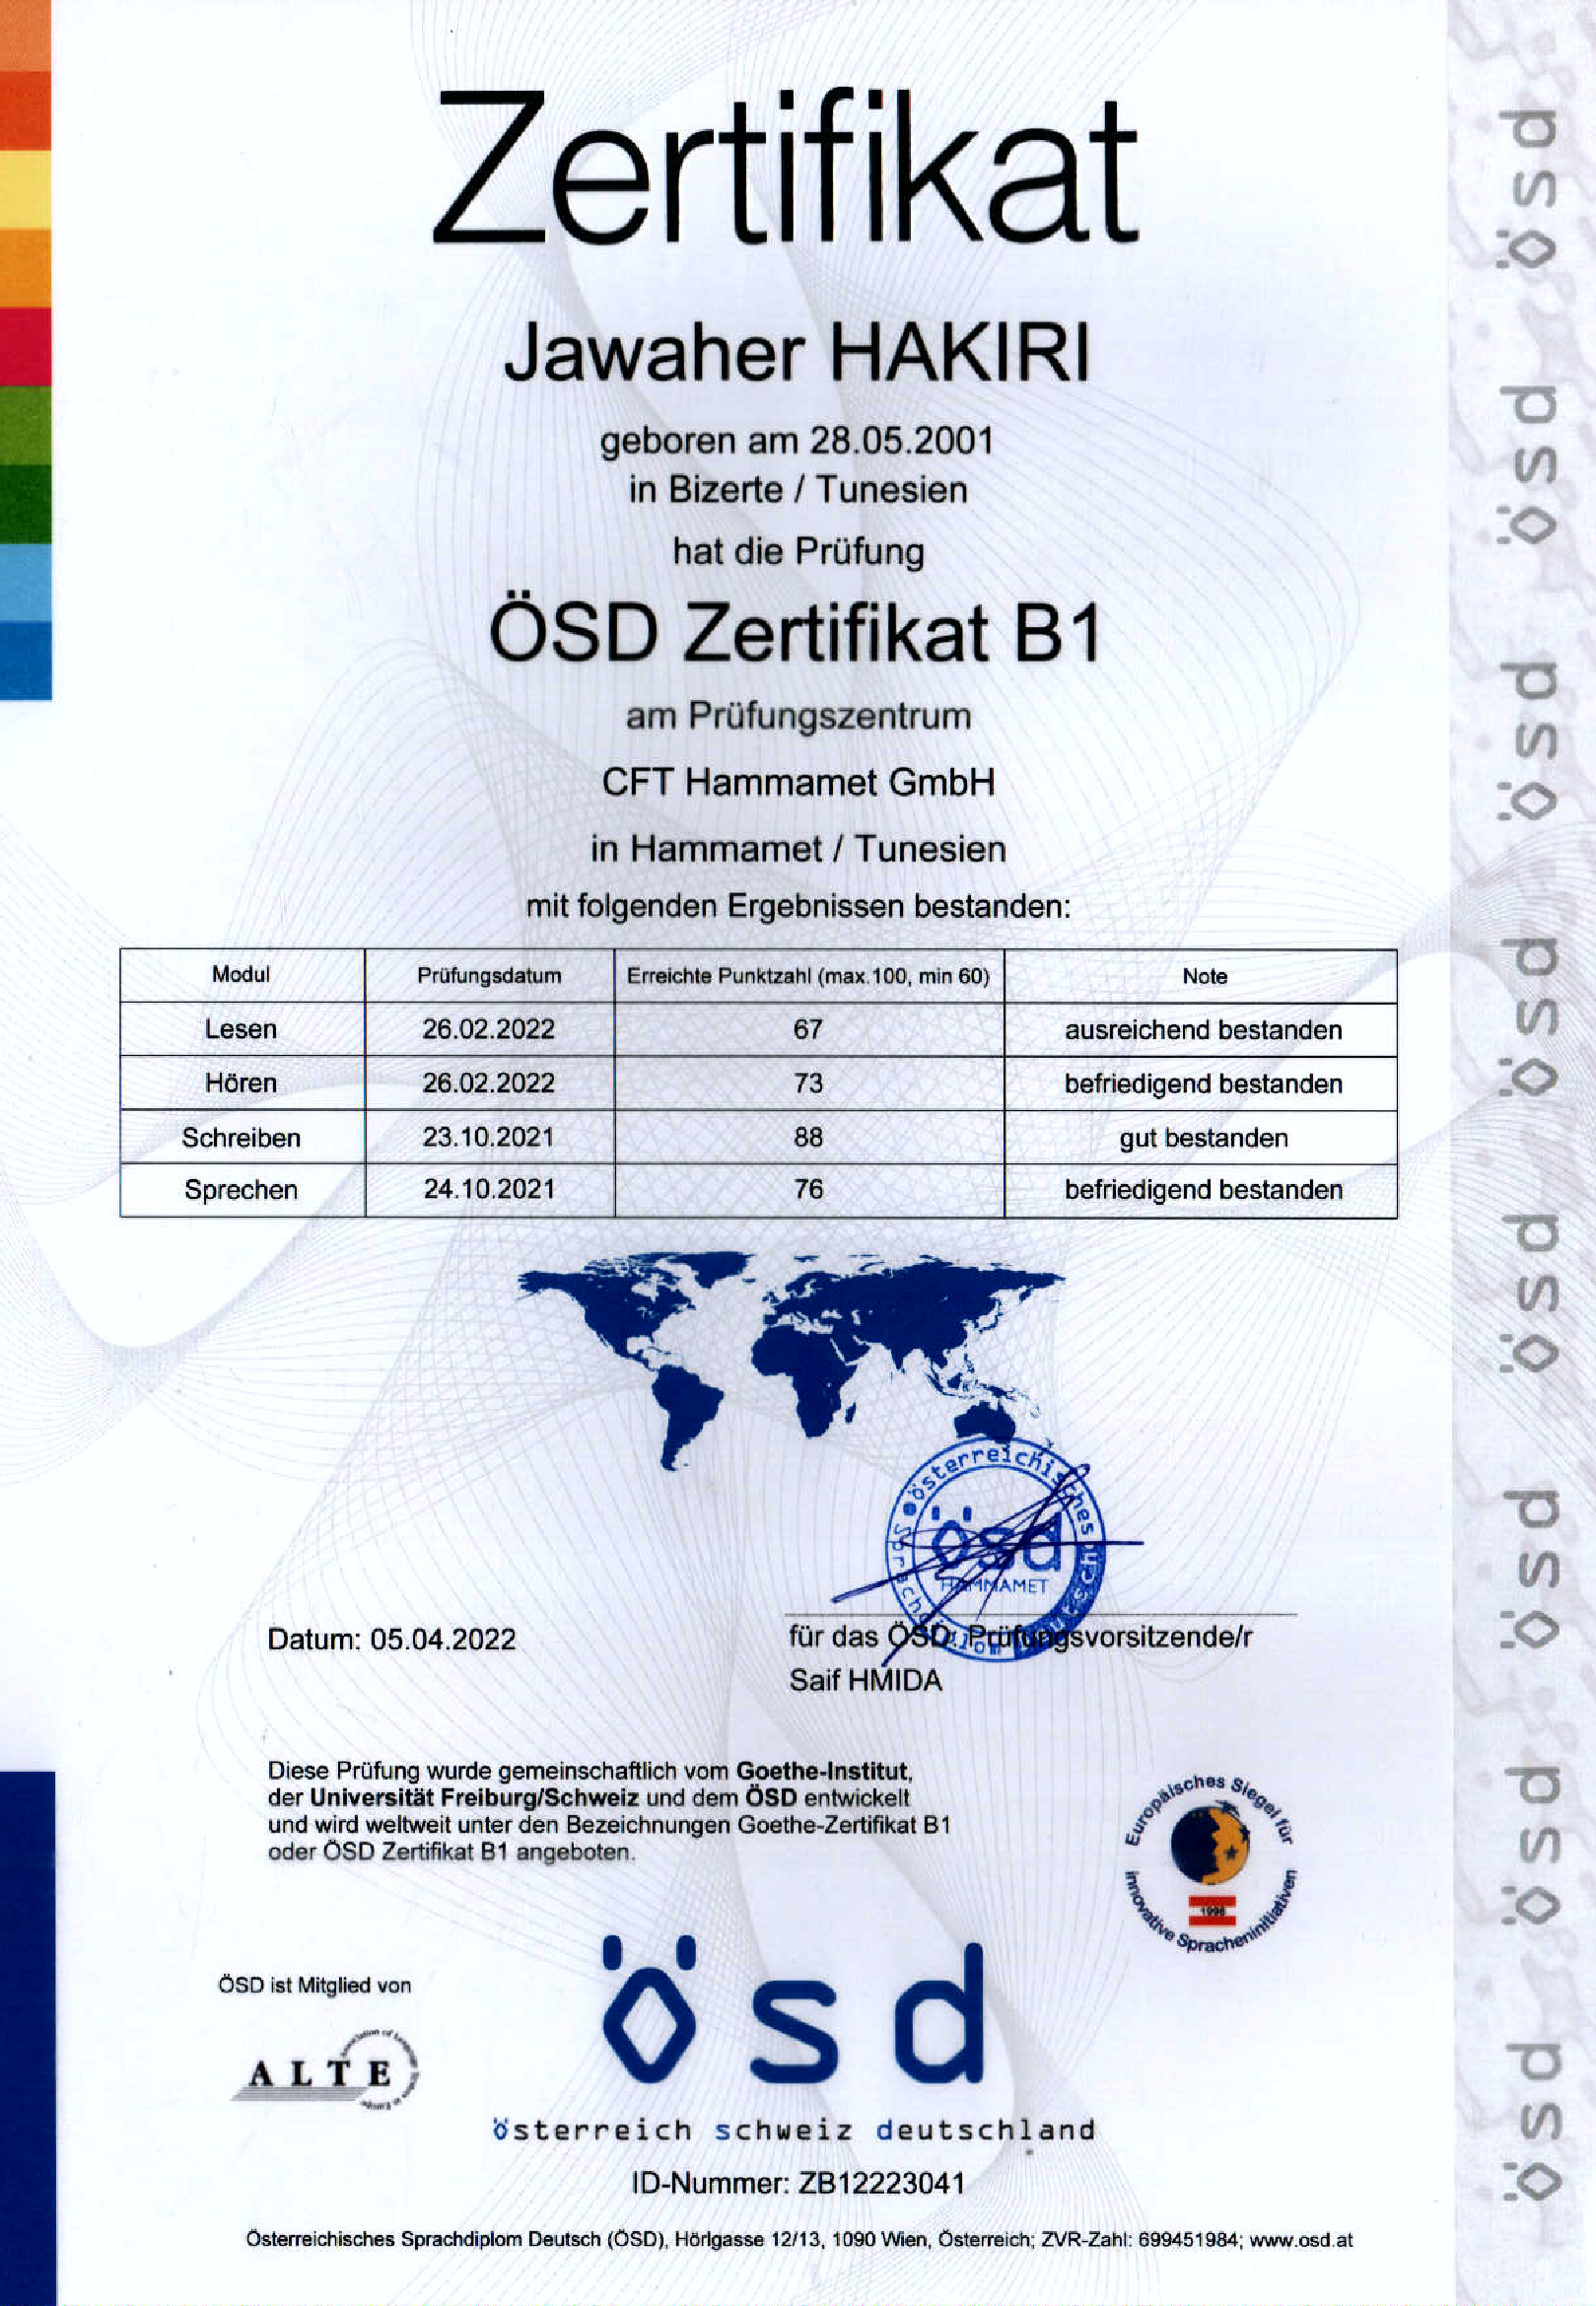 Zertifikat
Jawaher HAKIRI
geboren am 28.05.2001
in Bizerte / Tunesien
hat die Prüfung
ÖSD Zertifikat B1
am Prüfungszentrum
CFT Hammamet GmbH
in Hammamet / Tunesien
mit folgenden Ergebnissen bestanden:
Modul Prüfungsdatum Erreichte Punktzahl (max.100, min 60) Note
Lesen 26.02.2022 67 ausreichend bestanden
Hören 26.02.2022 73 befriedigend bestanden
Schreiben 23.10.2021 88 gut bestanden
Sprechen 24.10.2021 76 befriedigend bestanden
österreichisches
ösd
HAMMAMET
Datum: 05.04.2022
für das ÖSD: Prüfungsvorsitzende/r
Saif HMIDA
Diese Prüfung wurde gemeinschaftlich vom Goethe-Institut,
der Universität Freiburg/Schweiz und dem ÖSD entwickelt
und wird weltweit unter den Bezeichnungen Goethe-Zertifikat B1
oder ÖSD Zertifikat B1 angeboten.
Europäisches Siegel für
innovative Spracheninitiativen
1998
ÖSD ist Mitglied von
ALTE
ösd
österreich schweiz deutschland
ID-Nummer: ZB12223041
Österreichisches Sprachdiplom Deutsch (ÖSD), Hörlgasse 12/13, 1090 Wien, Österreich; ZVR-Zahl: 699451984; www.osd.at
ösd ösd ösd ösd ösd ösd ösd ösd